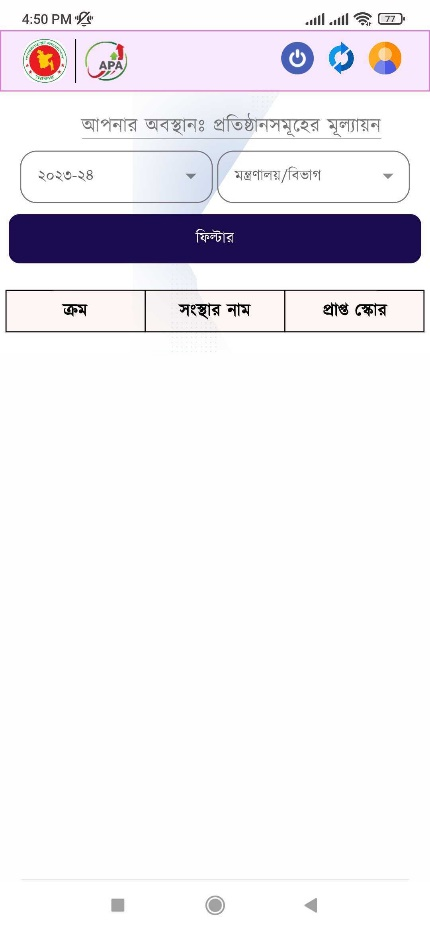 4:50 PM
77
APA
আপনার অবস্থানঃ প্রতিষ্ঠানসমূহের মূল্যায়ন
২০২৩-২৪ মন্ত্রণালয়/বিভাগ
ফিল্টার
ক্রম সংস্থার নাম প্রাপ্ত স্কোর